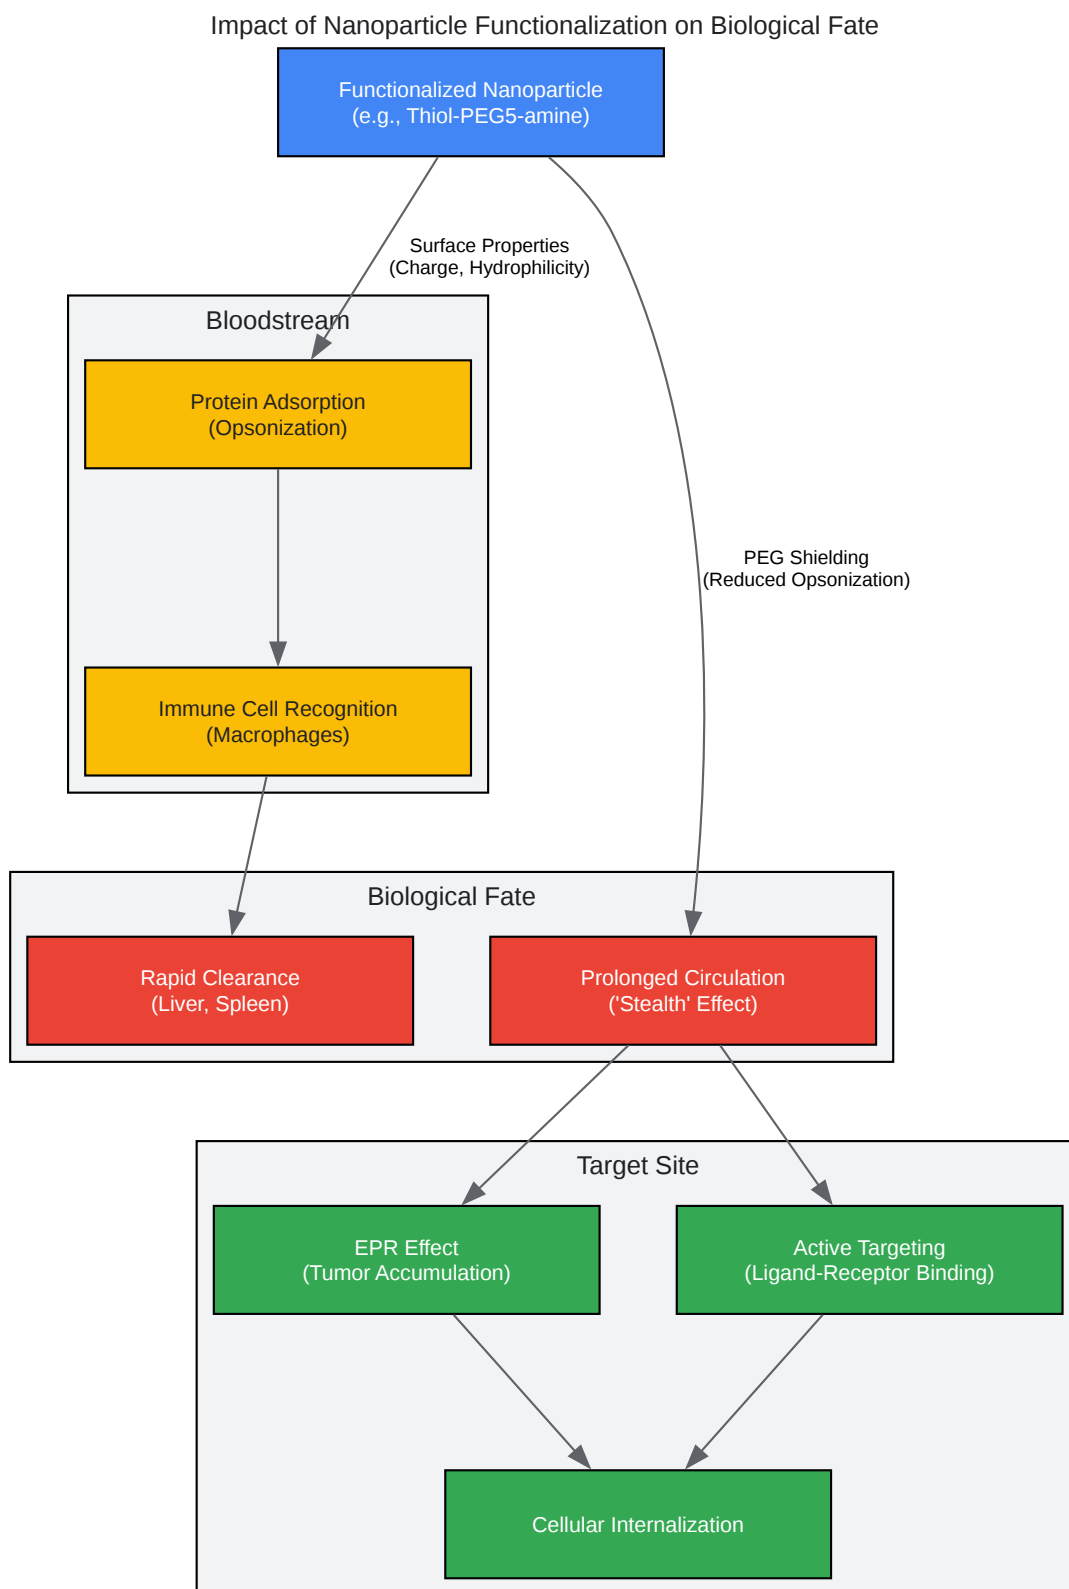 Impact of Nanoparticle Functionalization on Biological Fate
Functionalized Nanoparticle
(e.g., Thiol-PEG5-amine)
Surface Properties
(Charge, Hydrophilicity)
Bloodstream
Protein Adsorption
(Opsonization)
PEG Shielding
(Reduced Opsonization)
Immune Cell Recognition
(Macrophages)
Biological Fate
Rapid Clearance
(Liver, Spleen)
Prolonged Circulation
('Stealth' Effect)
Target Site
EPR Effect
(Tumor Accumulation)
Active Targeting
(Ligand-Receptor Binding)
Cellular Internalization